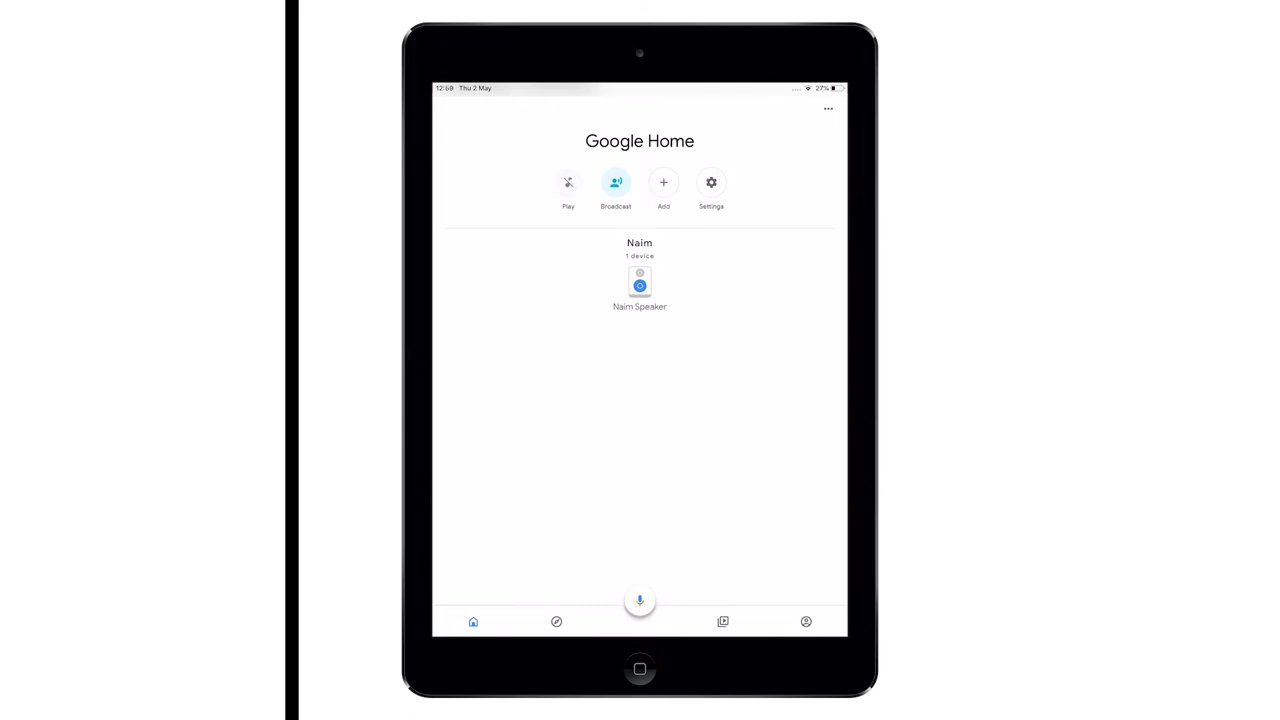 12:59 Thu 2 May 27%
Google Home
Play Broadcast Add Settings
Naim
1 device
Naim Speaker